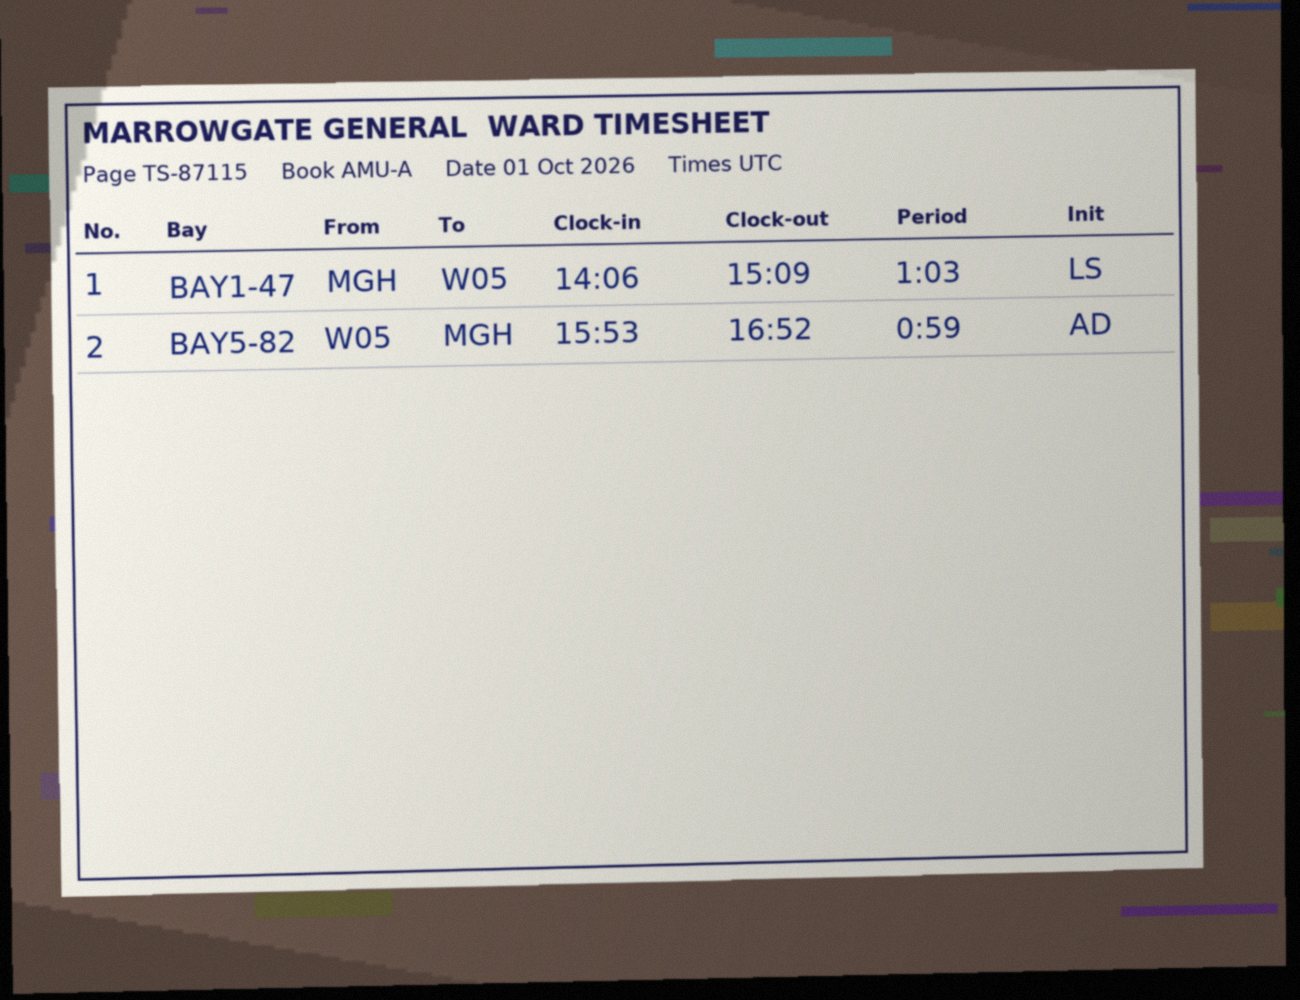 MARROWGATE GENERAL WARD TIMESHEET
Page TS-87115 Book AMU-A Date 01 Oct 2026 Times UTC
No. Bay From To Clock-in Clock-out Period Init
1 BAY1-47 MGH W05 14:06 15:09 1:03 LS
2 BAY5-82 W05 MGH 15:53 16:52 0:59 AD